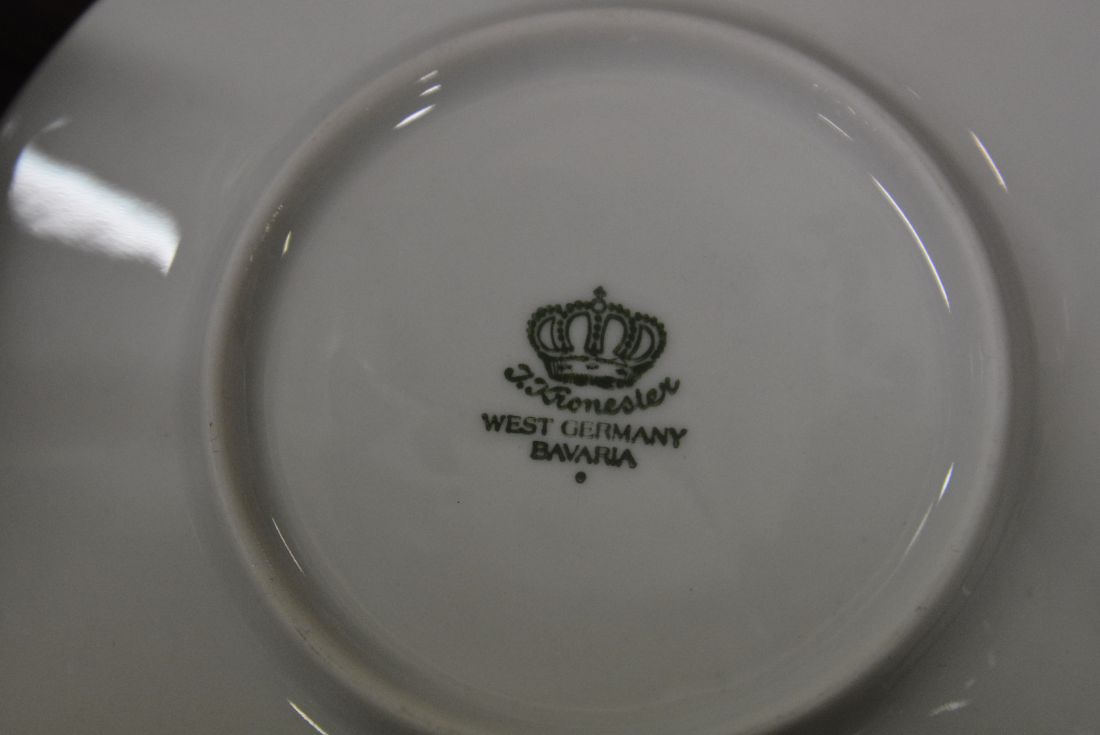 J. Kronester
WEST GERMANY
BAVARIA